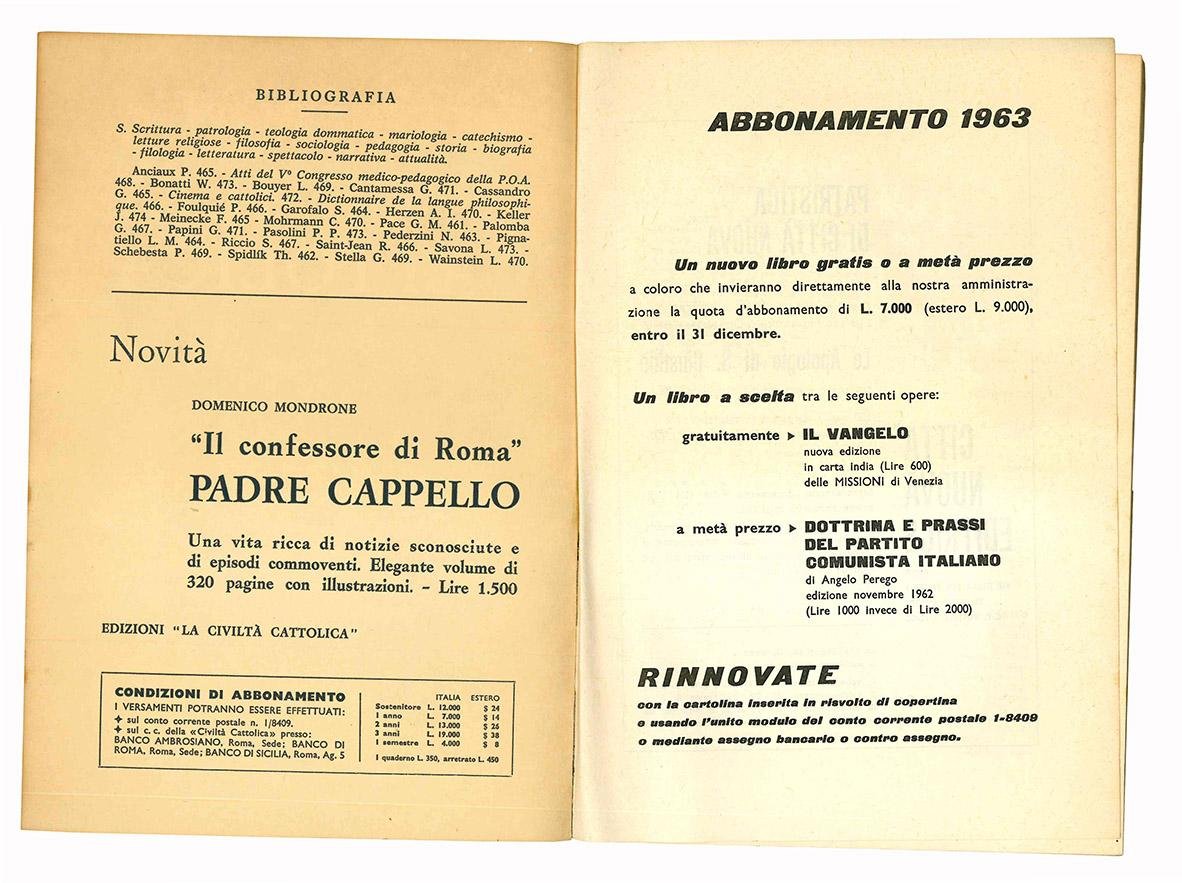 BIBLIOGRAFIA
S. Scrittura - patrologia - teologia dommatica - mariologia - catechismo -
letture religiose - filosofia - sociologia - pedagogia - storia - biografia
- filologia - letteratura - spettacolo - narrativa - attualità.
Anciaux P. 465. - Atti del V° Congresso medico-pedagogico della P.O.A.
468. - Bonatti W. 473. - Bouyer L. 469. - Cantamessa G. 471. - Cassandro
G. 465. - Cinema e cattolici. 472. - Dictionnaire de la langue philosophi-
que. 466. - Foulquié P. 466. - Garofalo S. 464. - Herzen A. I. 470. - Keller
J. 474 - Meinecke F. 465 - Mohrmann C. 470. - Pace G. M. 461. - Palomba
G. 467. - Papini G. 471. - Pasolini P. P. 473. - Pederzini N. 463. - Pigna-
tiello L. M. 464. - Riccio S. 467. - Saint-Jean R. 466. - Savona L. 473. -
Schebesta P. 469. - Spidlík Th. 462. - Stella G. 469. - Wainstein L. 470.
Novità
DOMENICO MONDRONE
"Il confessore di Roma"
PADRE CAPPELLO
Una vita ricca di notizie sconosciute e
di episodi commoventi. Elegante volume di
320 pagine con illustrazioni. - Lire 1.500
EDIZIONI "LA CIVILTÀ CATTOLICA"
CONDIZIONI DI ABBONAMENTO
I VERSAMENTI POTRANNO ESSERE EFFETTUATI:
✦ sul conto corrente postale n. 1/8409.
✦ sul c. c. della «Civiltà Cattolica» presso:
BANCO AMBROSIANO, Roma, Sede; BANCO DI
ROMA, Roma, Sede; BANCO DI SICILIA, Roma, Ag. 5
ITALIA ESTERO
Sostenitore L. 12.000 $ 24
1 anno L. 7.000 $ 14
2 anni L. 13.000 $ 26
3 anni L. 19.000 $ 38
1 semestre L. 4.000 $ 8
1 quaderno L. 350, arretrato L. 450
ABBONAMENTO 1963
Un nuovo libro gratis o a metà prezzo
a coloro che invieranno direttamente alla nostra amministra-
zione la quota d'abbonamento di L. 7.000 (estero L. 9.000),
entro il 31 dicembre.
Un libro a scelta tra le seguenti opere:
gratuitamente ▸ IL VANGELO
nuova edizione
in carta india (Lire 600)
delle MISSIONI di Venezia
a metà prezzo ▸ DOTTRINA E PRASSI
DEL PARTITO
COMUNISTA ITALIANO
di Angelo Perego
edizione novembre 1962
(Lire 1000 invece di Lire 2000)
RINNOVATE
con la cartolina inserita in risvolto di copertina
e usando l'unito modulo del conto corrente postale 1-8409
o mediante assegno bancario o contro assegno.